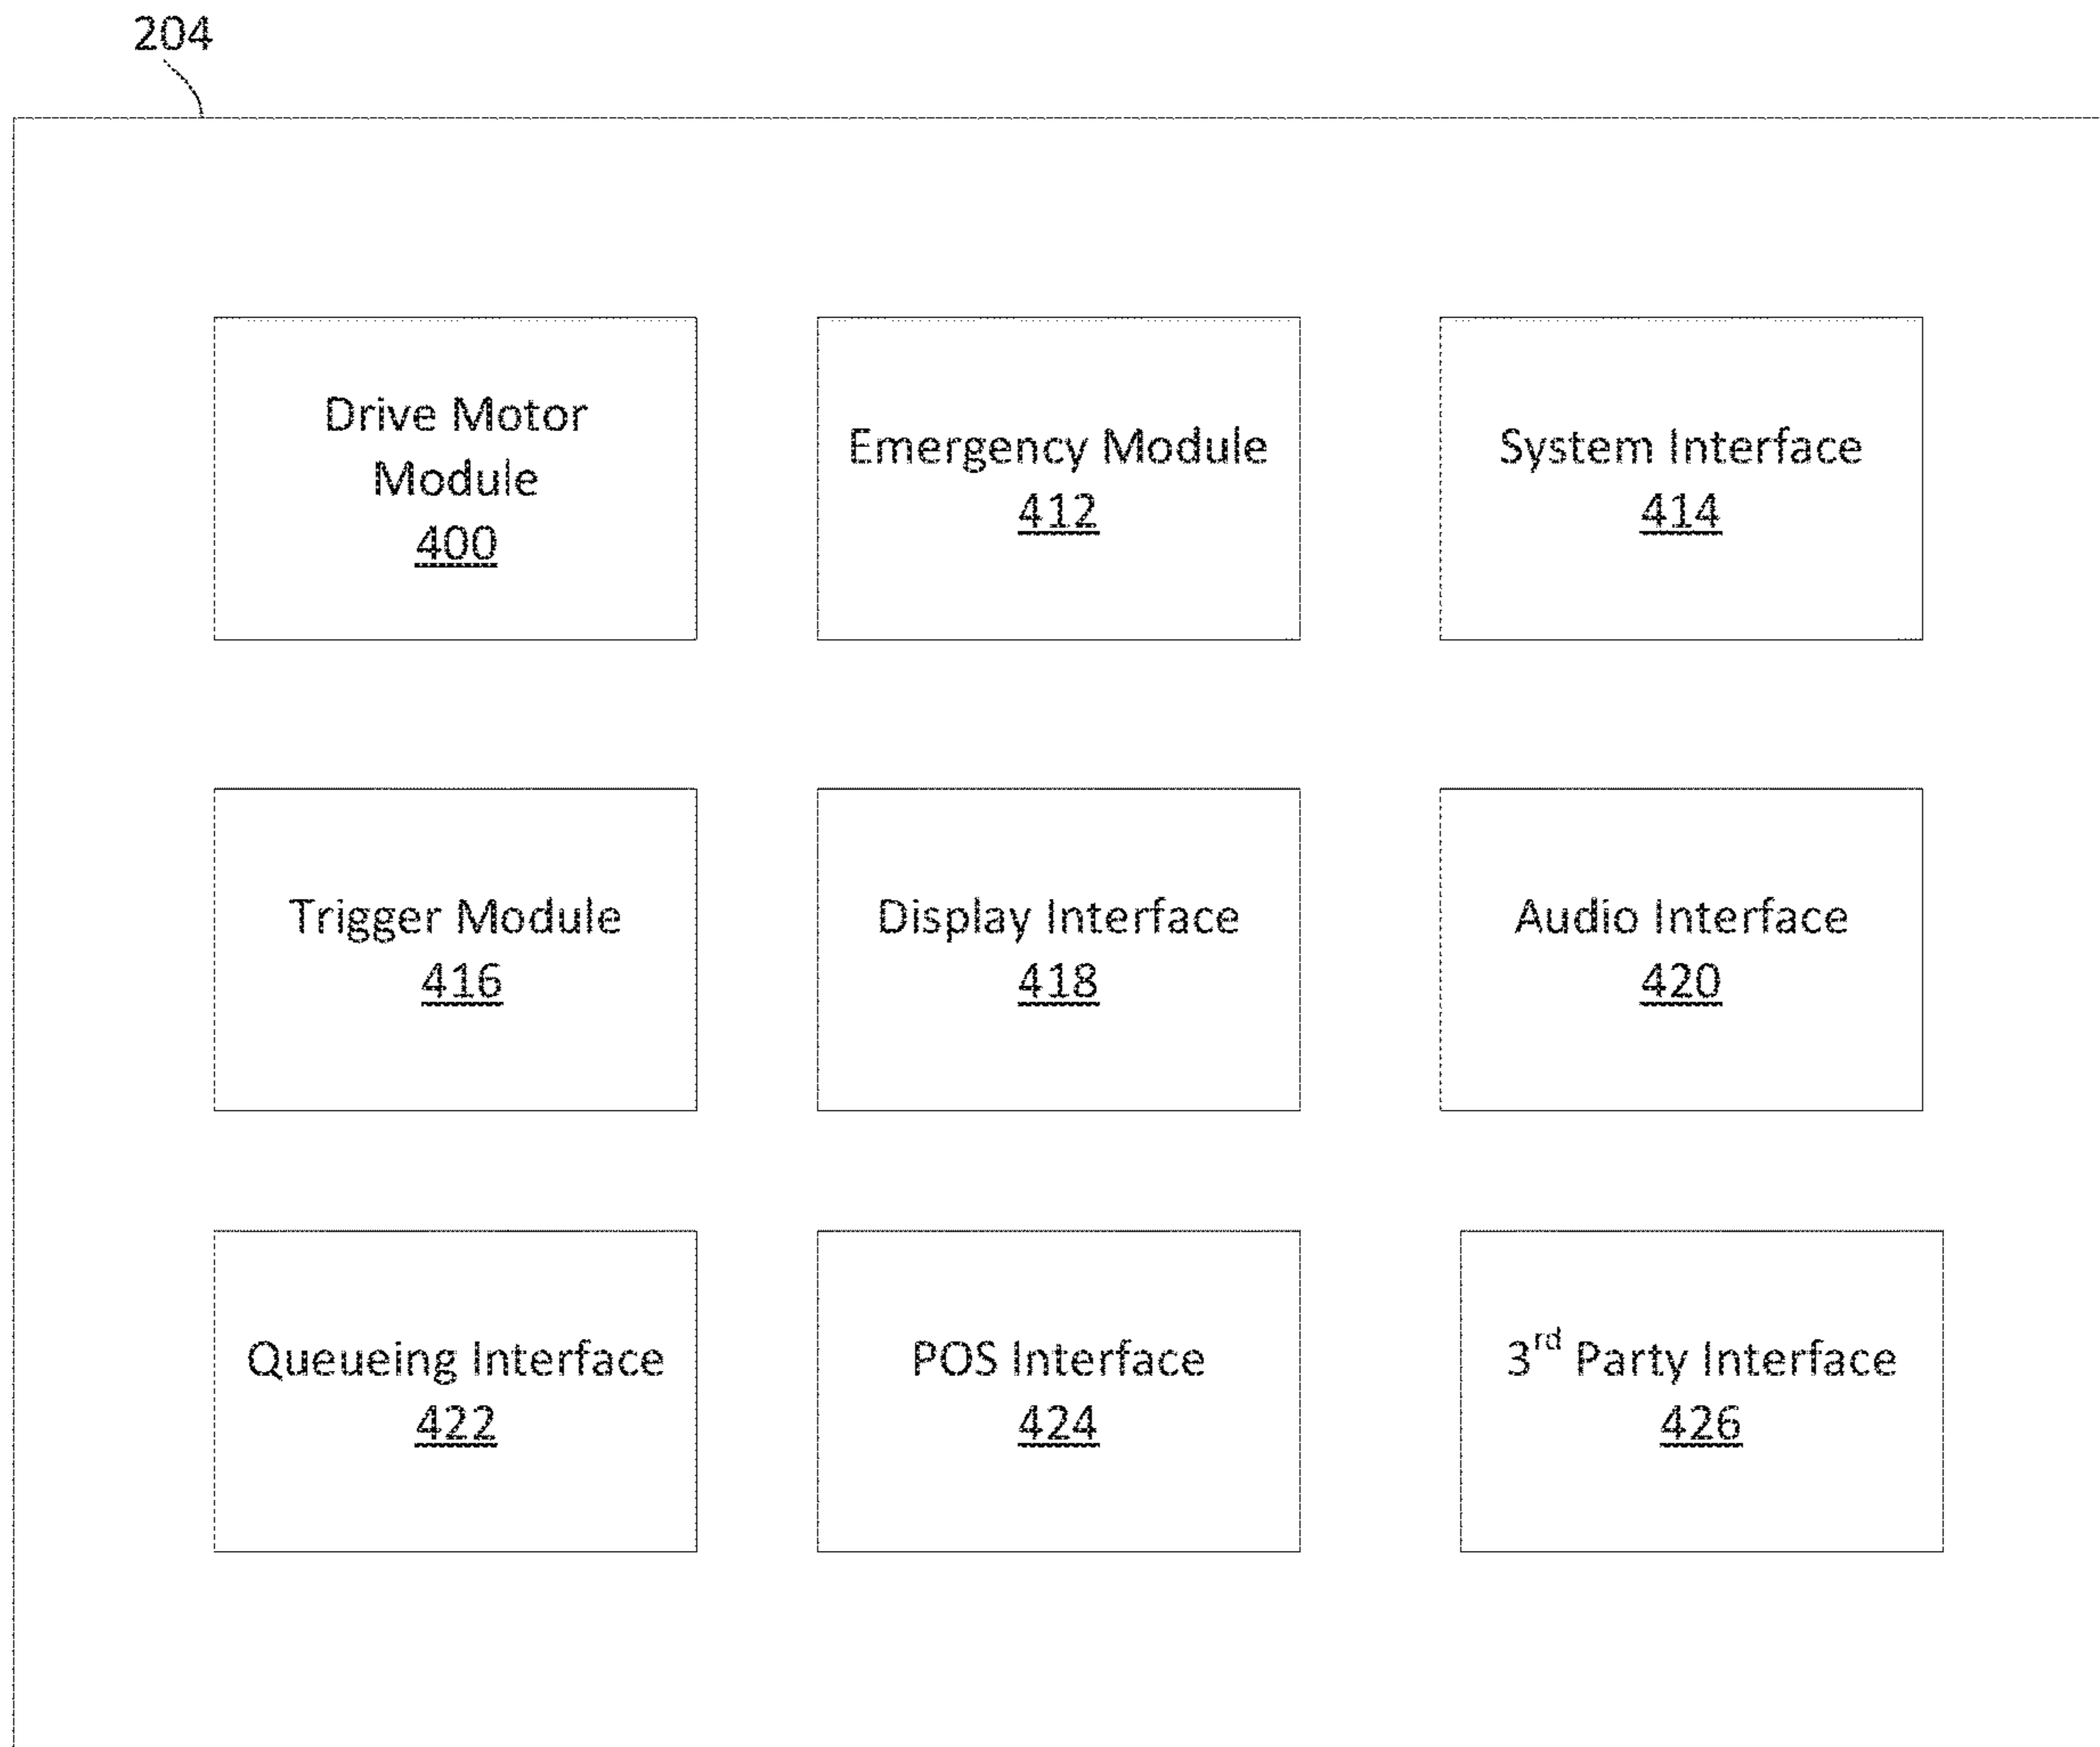 204
Drive Motor
Module
400
Emergency Module
412
System Interface
414
Trigger Module
416
Display Interface
418
Audio Interface
420
Queueing Interface
422
POS Interface
424
3rd Party Interface
426